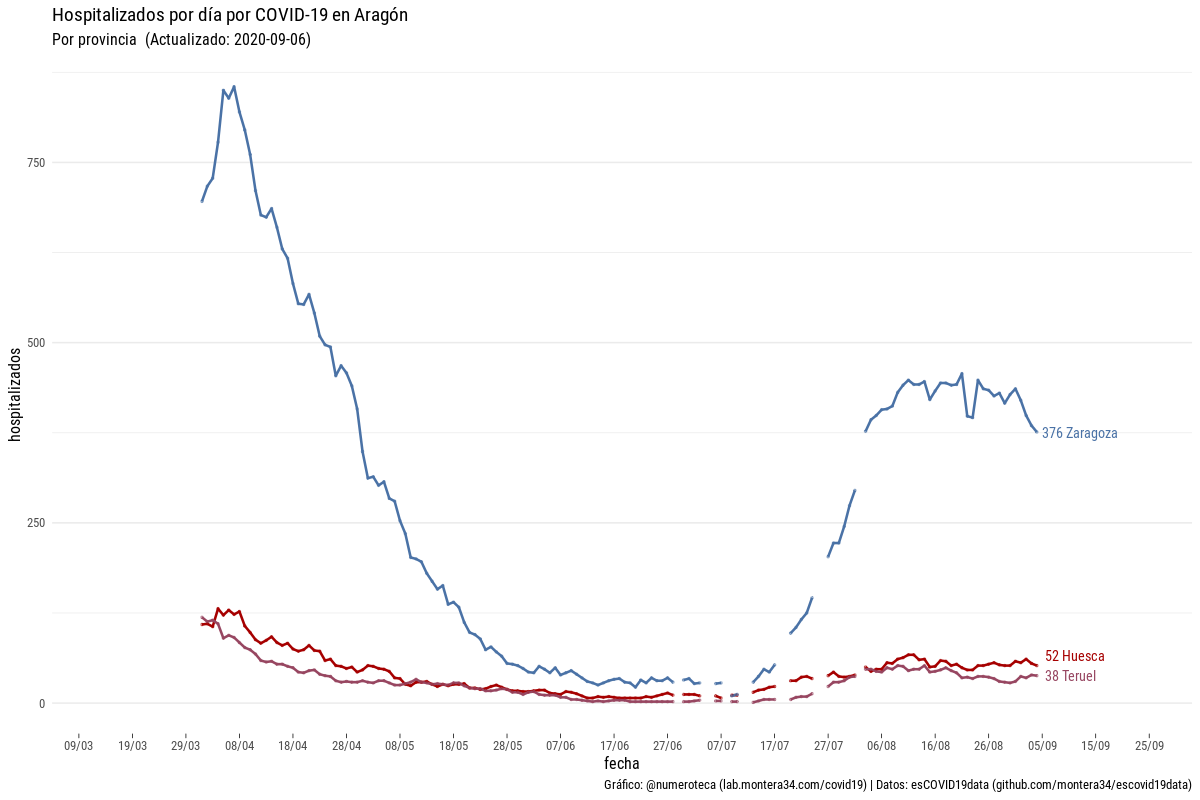 Hospitalizados por día por COVID-19 en Aragón
Por provincia (Actualizado: 2020-09-06)
hospitalizados
750
500
250
0
376 Zaragoza
52 Huesca
38 Teruel
09/03 19/03 29/03 08/04 18/04 28/04 08/05 18/05 28/05 07/06 17/06 27/06 07/07 17/07 27/07 06/08 16/08 26/08 05/09 15/09 25/09
fecha
Gráfico: @numeroteca (lab.montera34.com/covid19) | Datos: esCOVID19data (github.com/montera34/escovid19data)